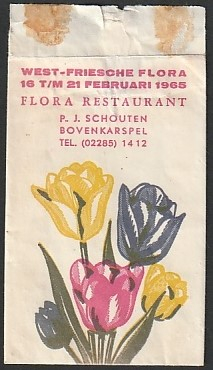 WEST-FRIESCHE FLORA
16 T/M 21 FEBRUARI 1965
FLORA RESTAURANT
P. J. SCHOUTEN
BOVENKARSPEL
TEL. (02285) 1412